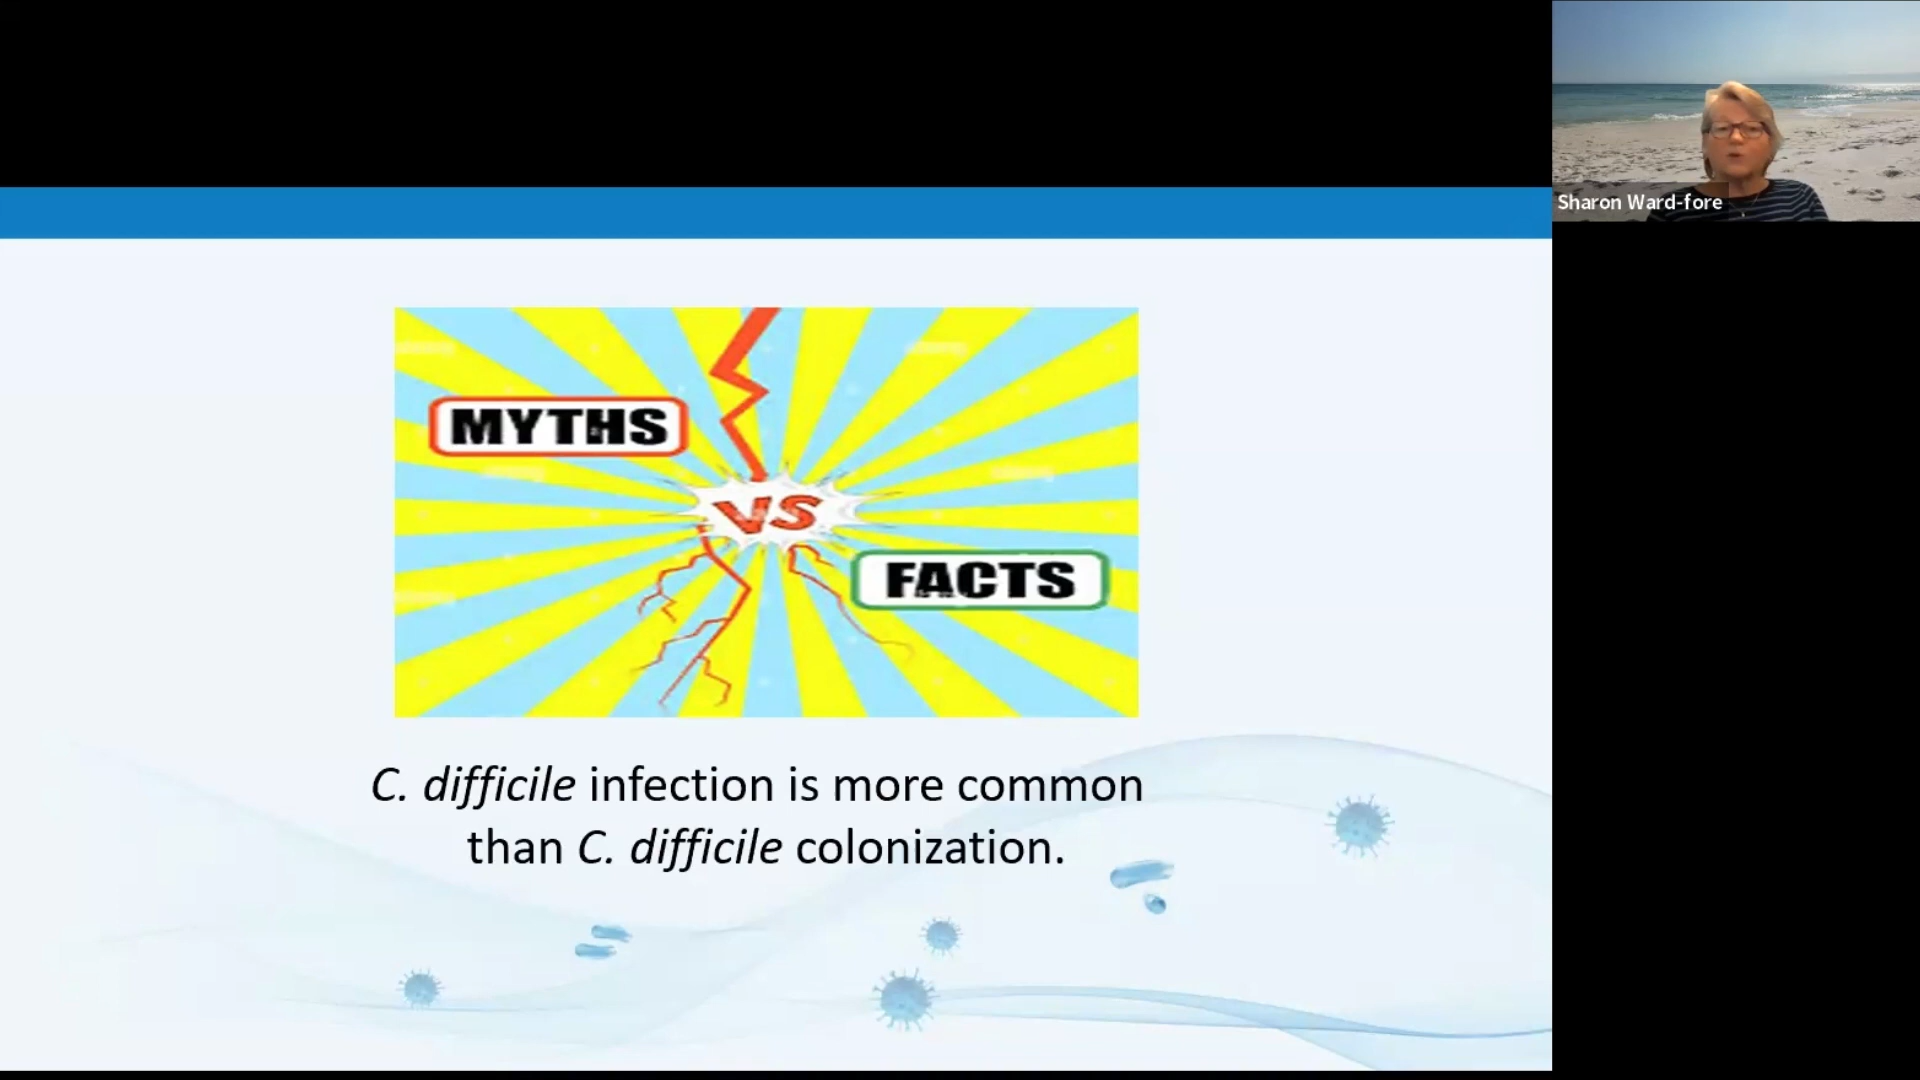 Sharon Ward-fore
MYTHS
VS
FACTS
C. difficile infection is more common
than C. difficile colonization.